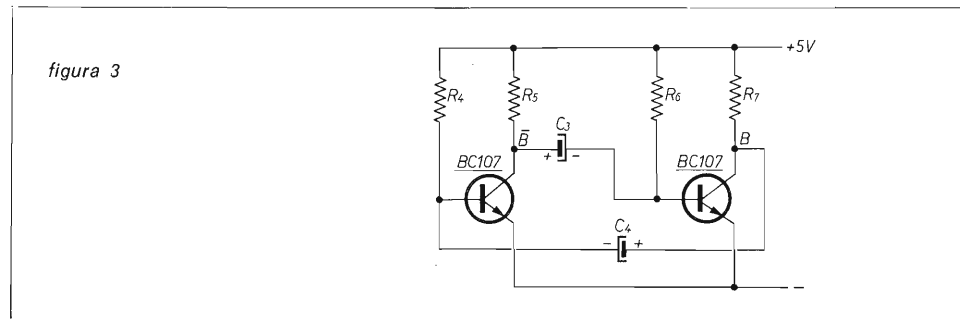 figura 3
+5V
R4
R5
R6
R7
C3
B̅
B
+ -
BC107
BC107
C4
- +
--